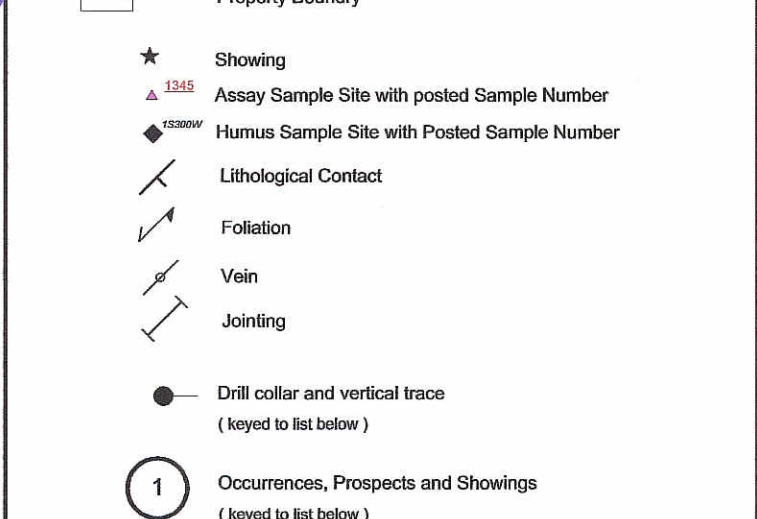 Property Boundry
Showing
1345 Assay Sample Site with posted Sample Number
1S300W Humus Sample Site with Posted Sample Number
Lithological Contact
Foliation
Vein
Jointing
Drill collar and vertical trace
( keyed to list below )
1 Occurrences, Prospects and Showings
( keyed to list below )